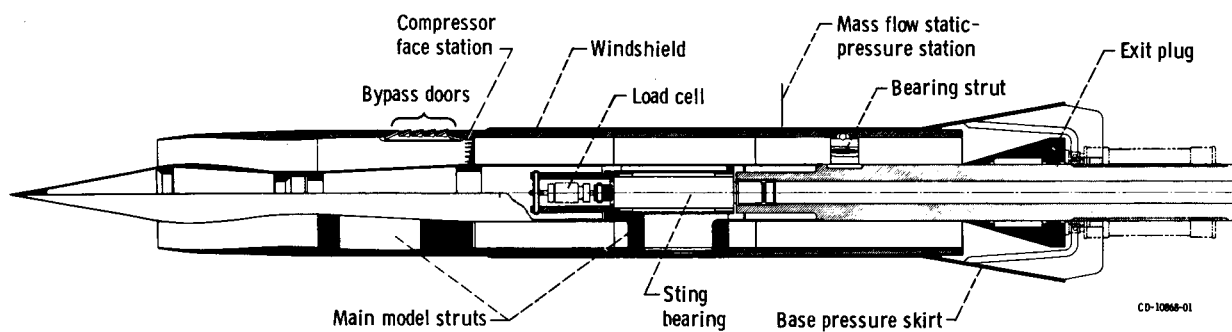 Compressor
face station
Windshield
Mass flow static-
pressure station
Exit plug
Bypass doors
Load cell
Bearing strut
Main model struts
Sting
bearing
Base pressure skirt
CD-10868-01